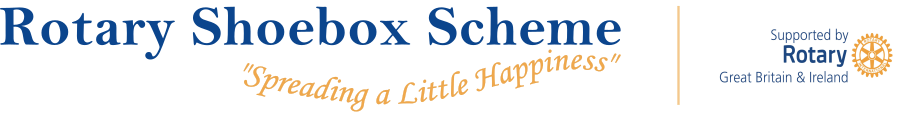 Rotary Shoebox Scheme
"Spreading a Little Happiness"
Supported by
Rotary
Great Britain & Ireland